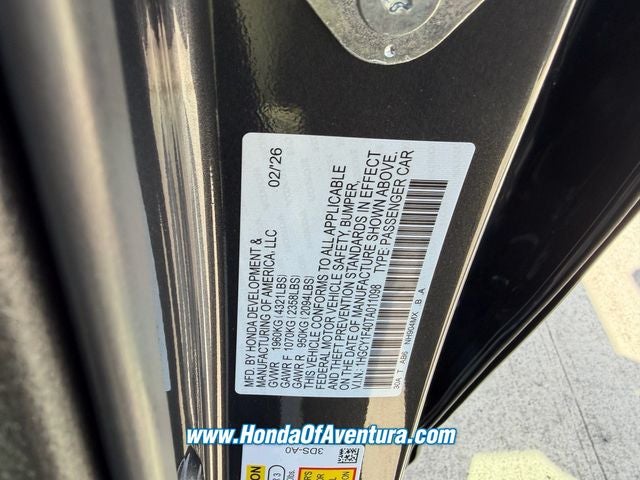 MFD. BY HONDA DEVELOPMENT & 02/'26
MANUFACTURING OF AMERICA, LLC
GVWR 1960KG(4321LBS)
GAWR F 1070KG(2358LBS)
GAWR R 950KG(2094LBS)
THIS VEHICLE CONFORMS TO ALL APPLICABLE
FEDERAL MOTOR VEHICLE SAFETY, BUMPER,
AND THEFT PREVENTION STANDARDS IN EFFECT
ON THE DATE OF MANUFACTURE SHOWN ABOVE.
V.I.N: 1HGCY1F40TA011098 TYPE:PASSENGER CAR
30A T AB6 NH904MX B .A
3DS-A0
www.HondaOfAventura.com